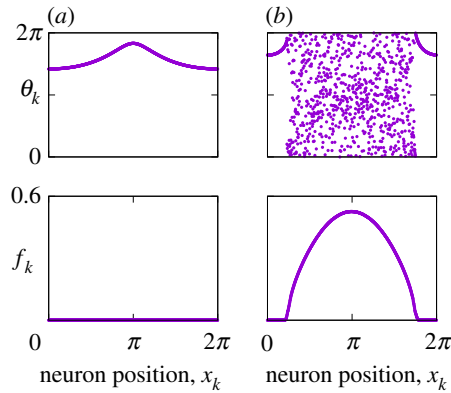 (a) (b)
2π
θk
0
0.6
fk
0 π 2π 0 π 2π
neuron position, xk neuron position, xk